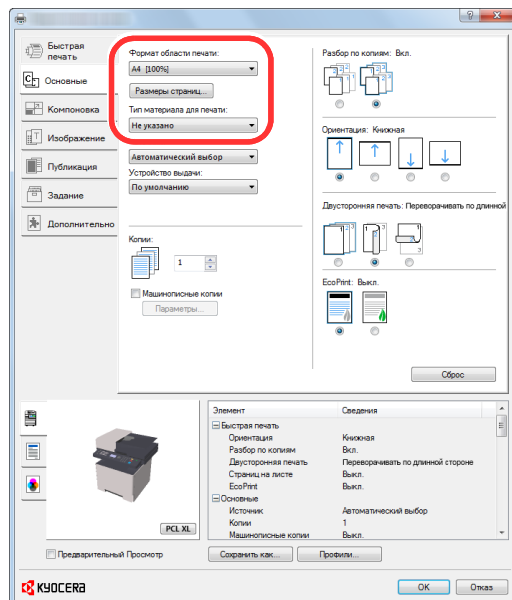 Быстрая печать
Основные
Компоновка
Изображение
Публикация
Задание
Дополнительно
Формат области печати:
A4 [100%]
Размеры страниц...
Тип материала для печати:
Не указано
Автоматический выбор
Устройство выдачи:
По умолчанию
Копии:
1
Машинописные копии
Параметры...
Разбор по копиям: Вкл.
Ориентация: Книжная
Двусторонняя печать: Переворачивать по длинной
EcoPrint: Выкл.
Сброс
PCL XL
Элемент Сведения
Быстрая печать
Ориентация Книжная
Разбор по копиям Вкл.
Двусторонняя печать Переворачивать по длинной стороне
Страниц на листе Выкл.
EcoPrint Выкл.
Основные
Источник Автоматический выбор
Копии 1
Машинописные копии Выкл.
Предварительный Просмотр
Сохранить как...
Профили...
KYOCERA
OK
Отказ